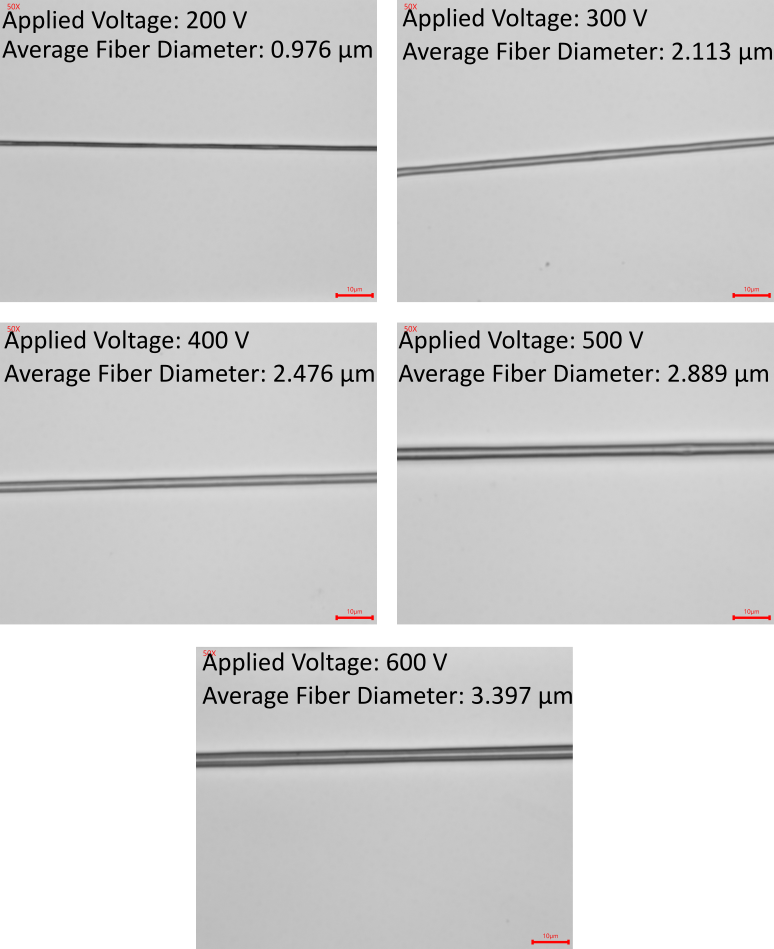 50X
Applied Voltage: 200 V
Average Fiber Diameter: 0.976 µm
10µm
50X
Applied Voltage: 300 V
Average Fiber Diameter: 2.113 µm
10µm
50X
Applied Voltage: 400 V
Average Fiber Diameter: 2.476 µm
10µm
50X
Applied Voltage: 500 V
Average Fiber Diameter: 2.889 µm
10µm
50X
Applied Voltage: 600 V
Average Fiber Diameter: 3.397 µm
10µm